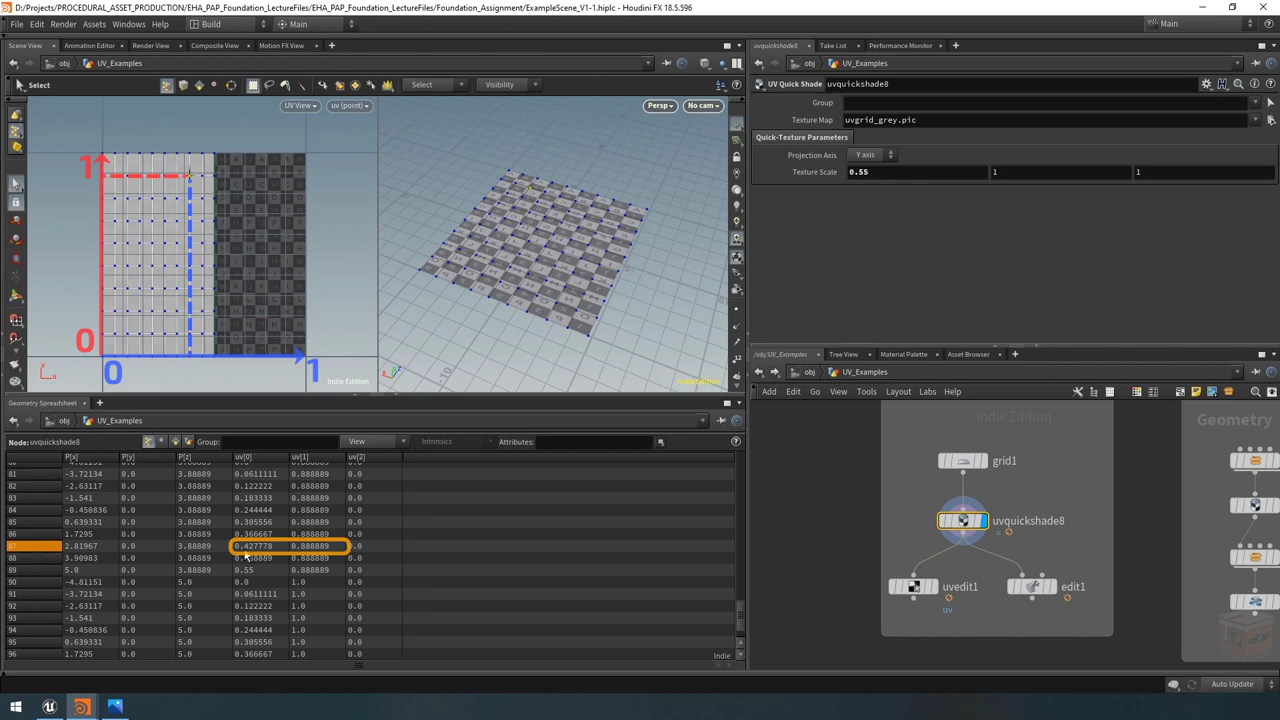 D:/Projects/PROCEDURAL_ASSET_PRODUCTION/EHA_PAP_Foundation_LectureFiles/EHA_PAP_Foundation_LectureFiles/Foundation_Assignment/ExampleScene_V1-1.hiplc - Houdini FX 18.5.596
File Edit Render Assets Windows Help Build Main Main
Scene View Animation Editor Render View Composite View Motion FX View
obj UV_Examples
Select Select Visibility
UV View uv (point) Persp No cam
1
0
0 1
Indie Edition
Indie Edition
Geometry Spreadsheet
obj UV_Examples
Node: uvquickshade8 Group: View Intrinsics Attributes:
P[x] P[y] P[z] uv[0] uv[1] uv[2]
81 -3.72134 0.0 3.88889 0.0611111 0.888889 0.0
82 -2.63117 0.0 3.88889 0.122222 0.888889 0.0
83 -1.541 0.0 3.88889 0.183333 0.888889 0.0
84 -0.450836 0.0 3.88889 0.244444 0.888889 0.0
85 0.639331 0.0 3.88889 0.305556 0.888889 0.0
86 1.7295 0.0 3.88889 0.366667 0.888889 0.0
87 2.81967 0.0 3.88889 0.427778 0.888889 0.0
88 3.90983 0.0 3.88889 0.888889 0.0
89 5.0 0.0 3.88889 0.55 0.888889 0.0
90 -4.81151 0.0 5.0 0.0 1.0 0.0
91 -3.72134 0.0 5.0 0.0611111 1.0 0.0
92 -2.63117 0.0 5.0 0.122222 1.0 0.0
93 -1.541 0.0 5.0 0.183333 1.0 0.0
94 -0.450836 0.0 5.0 0.244444 1.0 0.0
95 0.639331 0.0 5.0 0.305556 1.0 0.0
96 1.7295 0.0 5.0 0.366667 1.0 0.0
Indie
uvquickshade8 Take List Performance Monitor
obj UV_Examples
UV Quick Shade uvquickshade8
Group
Texture Map uvgrid_grey.pic
Quick-Texture Parameters
Projection Axis Y axis
Texture Scale 0.55 1 1
/obj/UV_Examples Tree View Material Palette Asset Browser
obj UV_Examples
Add Edit Go View Tools Layout Labs Help
Indie Edition
Geometry
grid1
uvquickshade8
uvedit1 edit1
uv
Auto Update